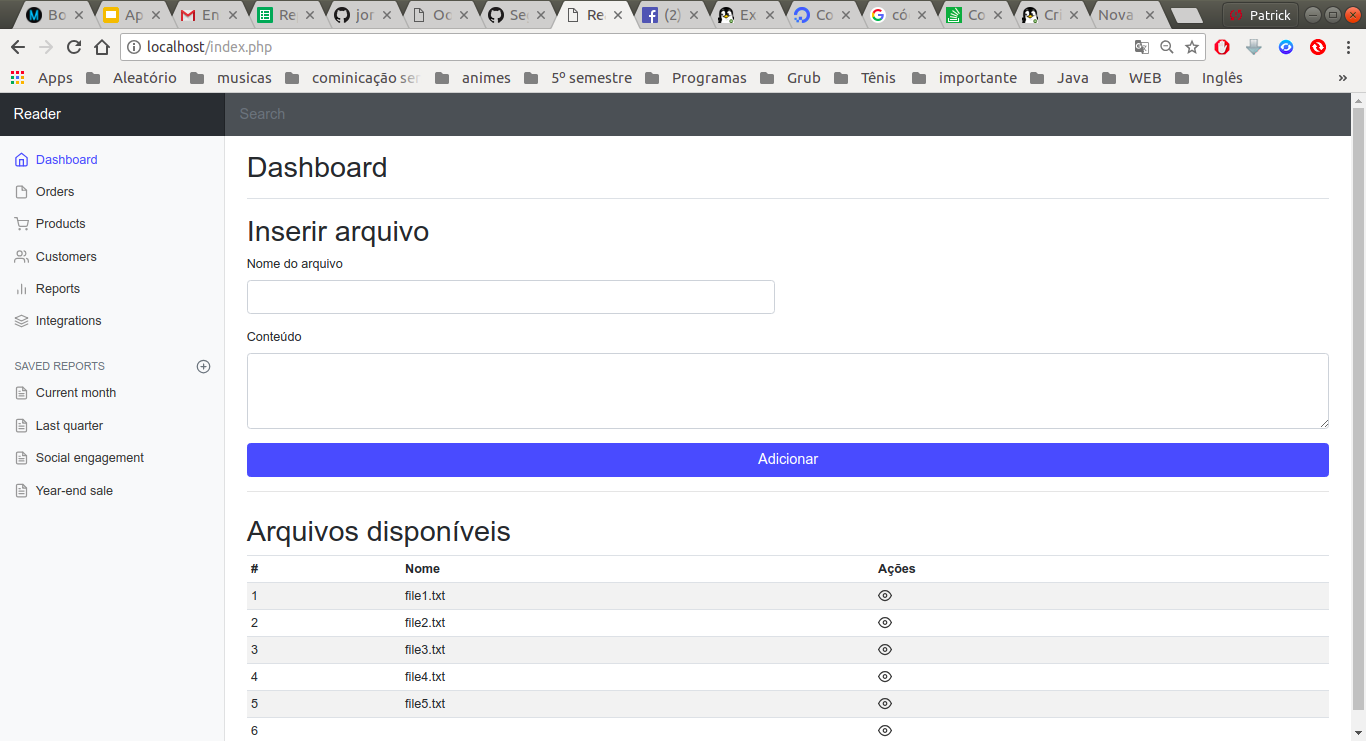 Bo Ap En Re jor Oc Se Re (2) Ex Co có Co Cri Nova Patrick
localhost/index.php
Apps Aleatório musicas cominicação ser animes 5º semestre Programas Grub Tênis importante Java WEB Inglês »
Reader Search
Dashboard
Orders
Products
Customers
Reports
Integrations
SAVED REPORTS
Current month
Last quarter
Social engagement
Year-end sale
Dashboard
Inserir arquivo
Nome do arquivo
Conteúdo
Adicionar
Arquivos disponíveis
# Nome Ações
1 file1.txt
2 file2.txt
3 file3.txt
4 file4.txt
5 file5.txt
6